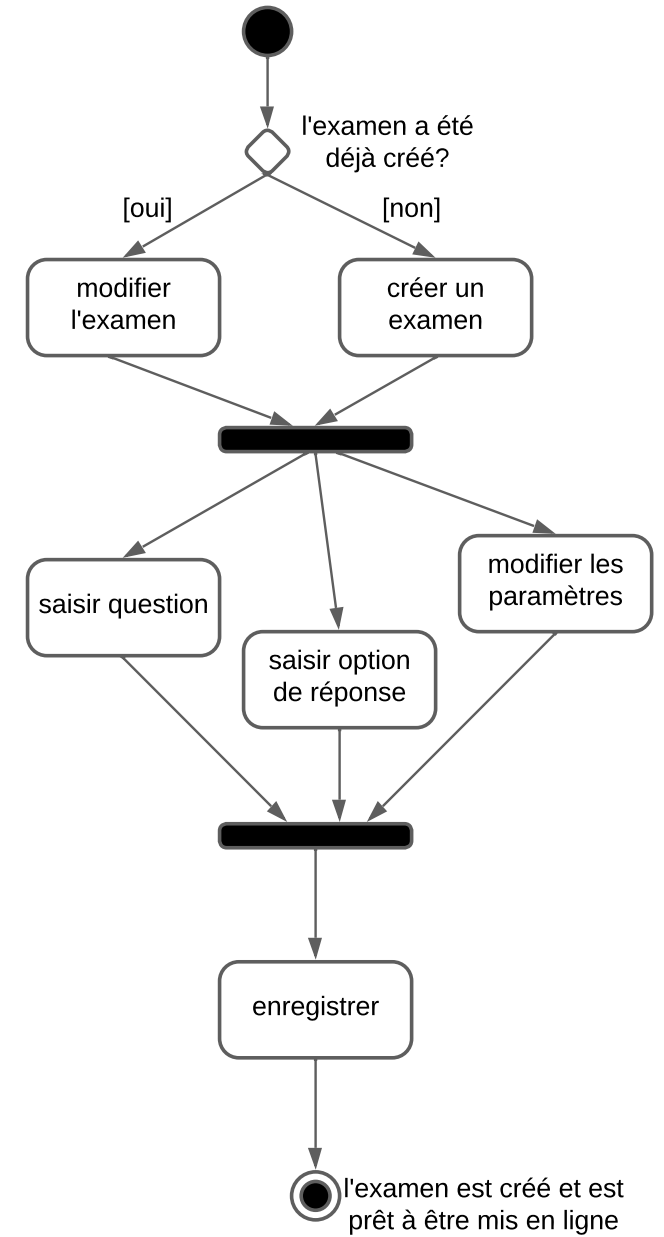 l'examen a été
déjà créé?
[oui]
[non]
modifier
l'examen
créer un
examen
saisir question
modifier les
paramètres
saisir option
de réponse
enregistrer
l'examen est créé et est
prêt à être mis en ligne